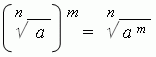 (ⁿ√a)ᵐ = ⁿ√aᵐ